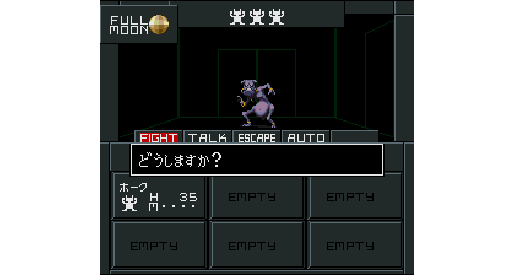 FULL
MOON
FIGHT TALK ESCAPE AUTO
どうしますか?
ホーク
H 35
M....
EMPTY
EMPTY
EMPTY
EMPTY
EMPTY